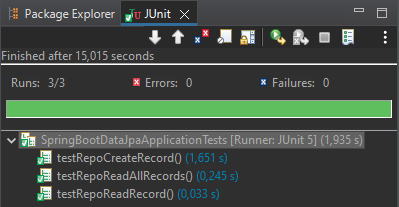 Package Explorer JUnit
Finished after 15,015 seconds
Runs: 3/3 Errors: 0 Failures: 0
SpringBootDataJpaApplicationTests [Runner: JUnit 5] (1,935 s)
testRepoCreateRecord() (1,651 s)
testRepoReadAllRecords() (0,245 s)
testRepoReadRecord() (0,033 s)